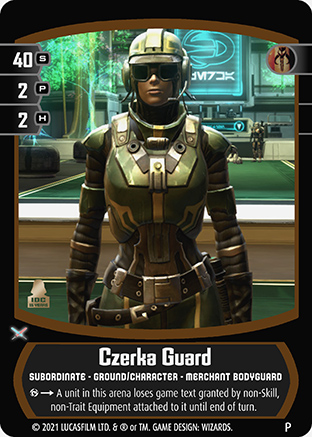 40 S
2 P
2 H
IDC
Czerka Guard
SUBORDINATE - GROUND/CHARACTER - MERCHANT BODYGUARD
A unit in this arena loses game text granted by non-Skill,
non-Trait Equipment attached to it until end of turn.
© 2021 LUCASFILM LTD. & ® or TM. GAME DESIGN: WIZARDS.
P